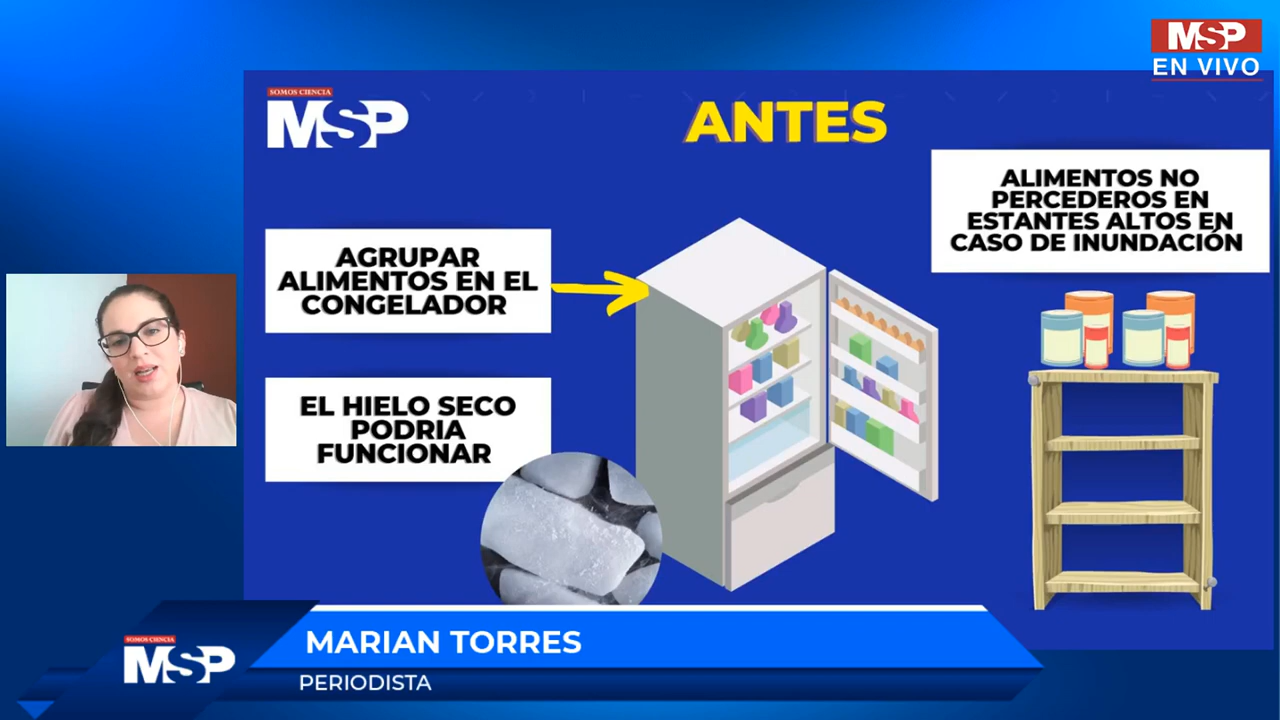 MSP
EN VIVO
SOMOS CIENCIA
MSP
ANTES
ALIMENTOS NO
PERCEDEROS EN
ESTANTES ALTOS EN
CASO DE INUNDACIÓN
AGRUPAR
ALIMENTOS EN EL
CONGELADOR
EL HIELO SECO
PODRIA
FUNCIONAR
SOMOS CIENCIA
MSP
MARIAN TORRES
PERIODISTA